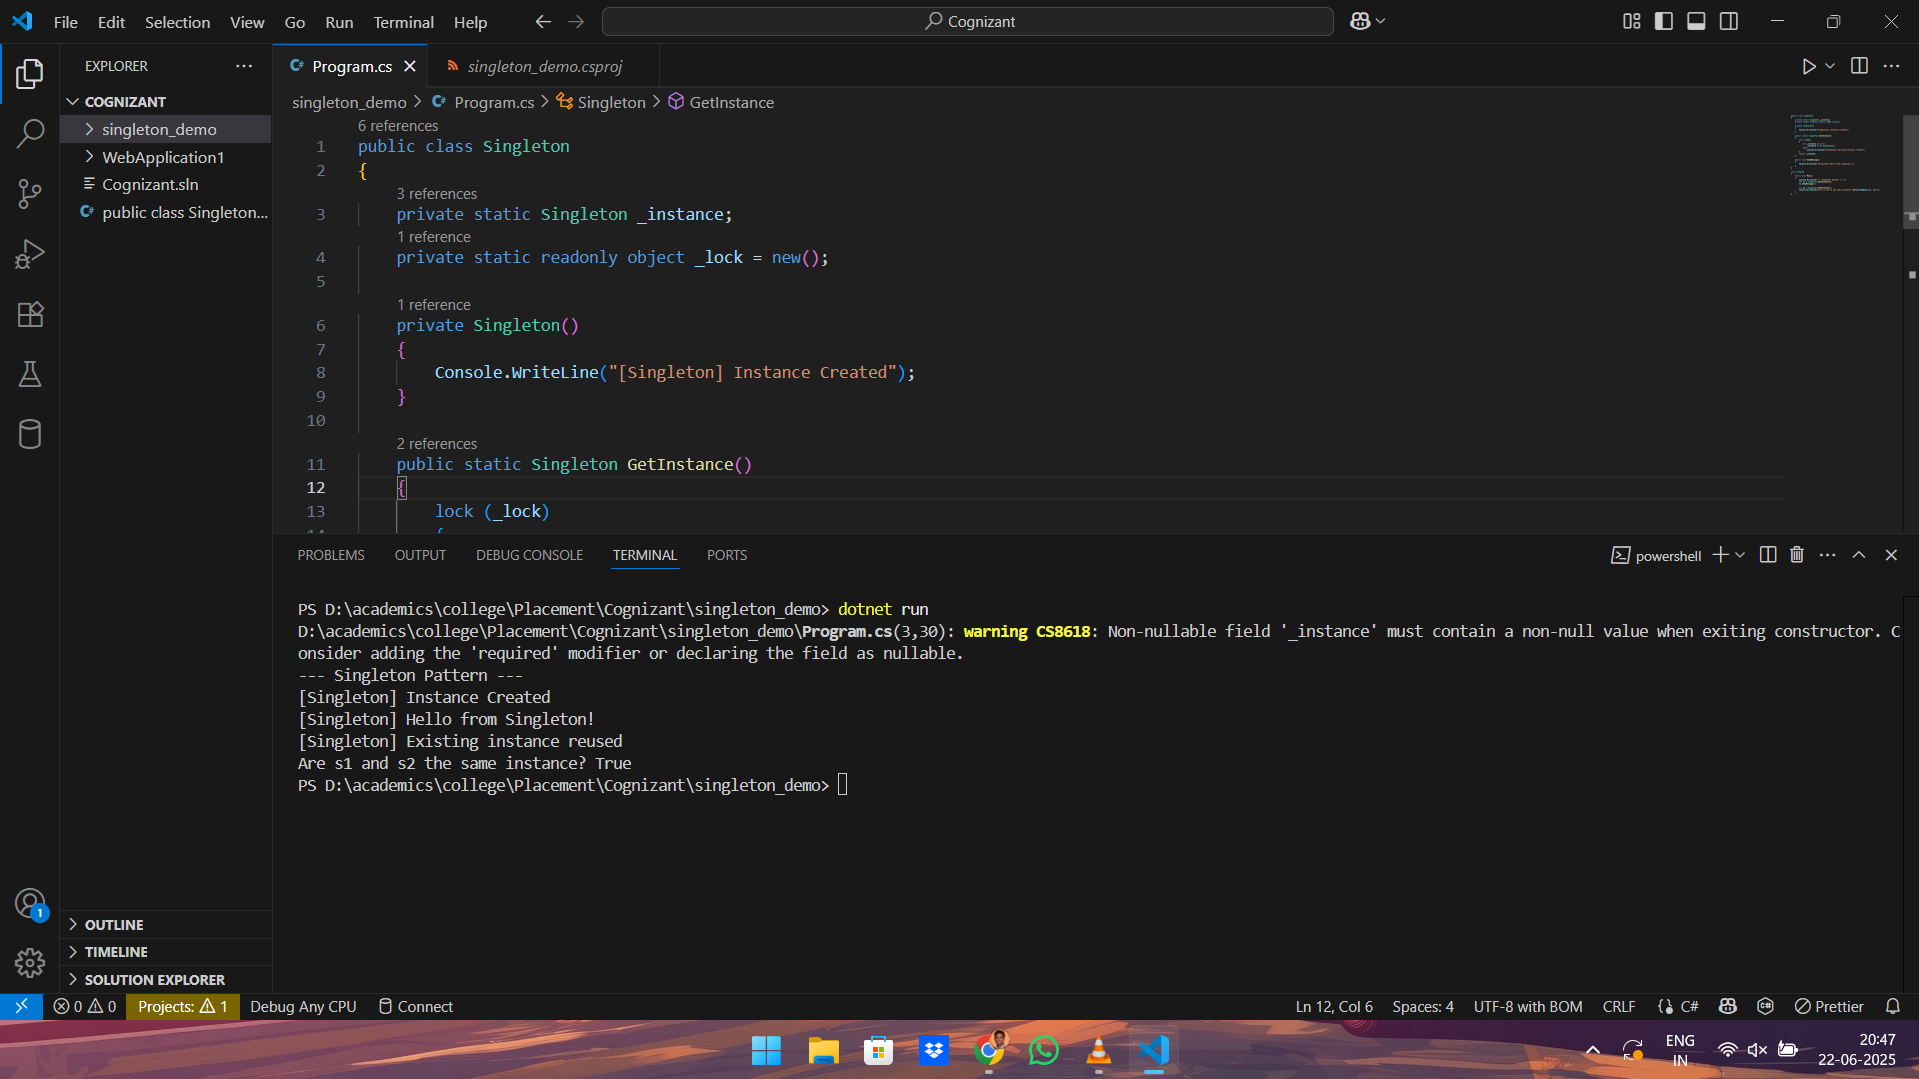 File Edit Selection View Go Run Terminal Help
Cognizant
EXPLORER
COGNIZANT
singleton_demo
WebApplication1
Cognizant.sln
public class Singleton...
OUTLINE
TIMELINE
SOLUTION EXPLORER
Program.cs
singleton_demo.csproj
singleton_demo > Program.cs > Singleton > GetInstance
6 references
1 public class Singleton
2 {
3 references
3 private static Singleton _instance;
1 reference
4 private static readonly object _lock = new();
5
1 reference
6 private Singleton()
7 {
8 Console.WriteLine("[Singleton] Instance Created");
9 }
10
2 references
11 public static Singleton GetInstance()
12 {
13 lock (_lock)
14 {
PROBLEMS OUTPUT DEBUG CONSOLE TERMINAL PORTS
powershell
PS D:\academics\college\Placement\Cognizant\singleton_demo> dotnet run
D:\academics\college\Placement\Cognizant\singleton_demo\Program.cs(3,30): warning CS8618: Non-nullable field '_instance' must contain a non-null value when exiting constructor. C
onsider adding the 'required' modifier or declaring the field as nullable.
--- Singleton Pattern ---
[Singleton] Instance Created
[Singleton] Hello from Singleton!
[Singleton] Existing instance reused
Are s1 and s2 the same instance? True
PS D:\academics\college\Placement\Cognizant\singleton_demo>
1
0 0 Projects: 1 Debug Any CPU Connect
Ln 12, Col 6 Spaces: 4 UTF-8 with BOM CRLF C# Prettier
ENG
IN
20:47
22-06-2025